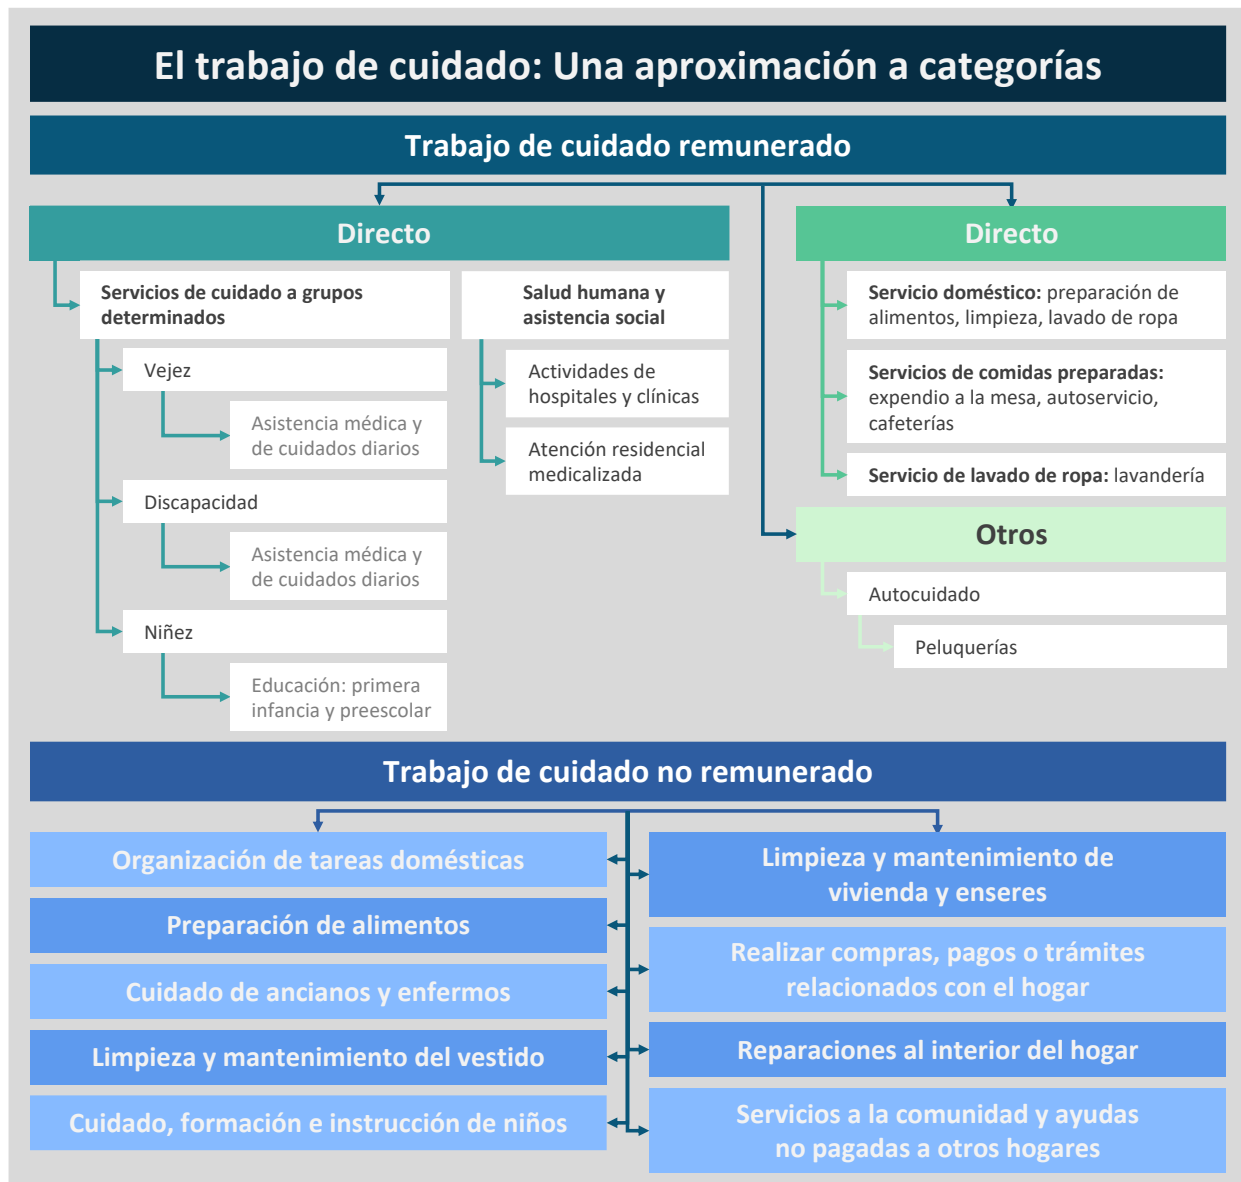 El trabajo de cuidado: Una aproximación a categorías
Trabajo de cuidado remunerado
Directo
Servicios de cuidado a grupos
determinados
Vejez
Asistencia médica y
de cuidados diarios
Discapacidad
Asistencia médica y
de cuidados diarios
Niñez
Educación: primera
infancia y preescolar
Salud humana y
asistencia social
Actividades de
hospitales y clínicas
Atención residencial
medicalizada
Directo
Servicio doméstico: preparación de
alimentos, limpieza, lavado de ropa
Servicios de comidas preparadas:
expendio a la mesa, autoservicio,
cafeterías
Servicio de lavado de ropa: lavandería
Otros
Autocuidado
Peluquerías
Trabajo de cuidado no remunerado
Organización de tareas domésticas
Preparación de alimentos
Cuidado de ancianos y enfermos
Limpieza y mantenimiento del vestido
Cuidado, formación e instrucción de niños
Limpieza y mantenimiento de
vivienda y enseres
Realizar compras, pagos o trámites
relacionados con el hogar
Reparaciones al interior del hogar
Servicios a la comunidad y ayudas
no pagadas a otros hogares